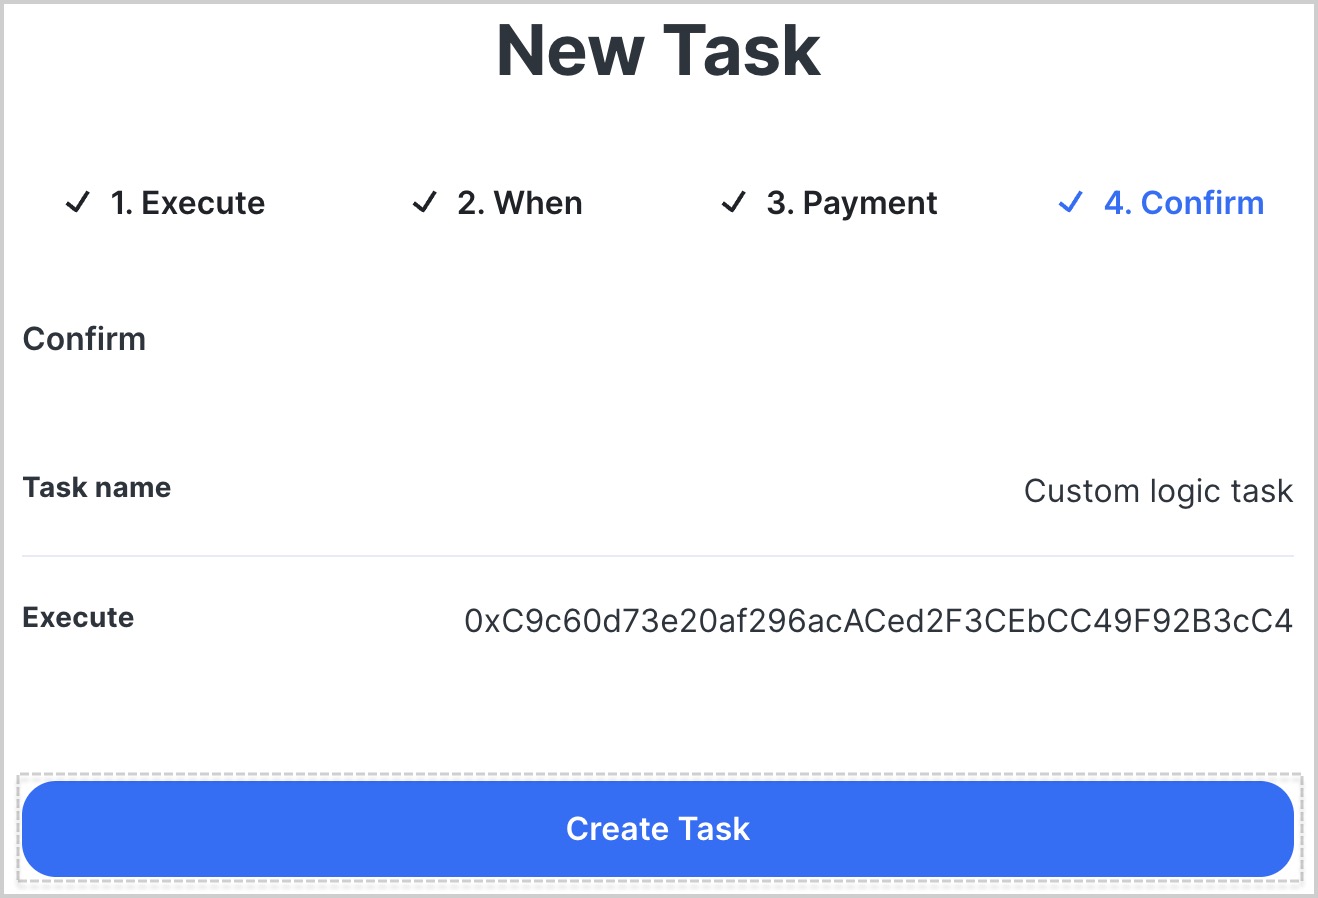 New Task
1. Execute
2. When
3. Payment
4. Confirm
Confirm
Task name
Custom logic task
Execute
0xC9c60d73e20af296acACed2F3CEbCC49F92B3cC4
Create Task